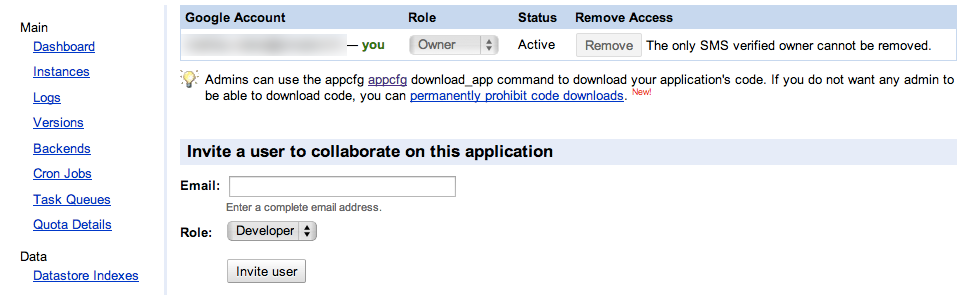 Main
Dashboard
Instances
Logs
Versions
Backends
Cron Jobs
Task Queues
Quota Details
Data
Datastore Indexes
Google Account Role Status Remove Access
— you Owner Active Remove The only SMS verified owner cannot be removed.
Admins can use the appcfg appcfg download_app command to download your application's code. If you do not want any admin to
be able to download code, you can permanently prohibit code downloads. New!
Invite a user to collaborate on this application
Email:
Enter a complete email address.
Role: Developer
Invite user